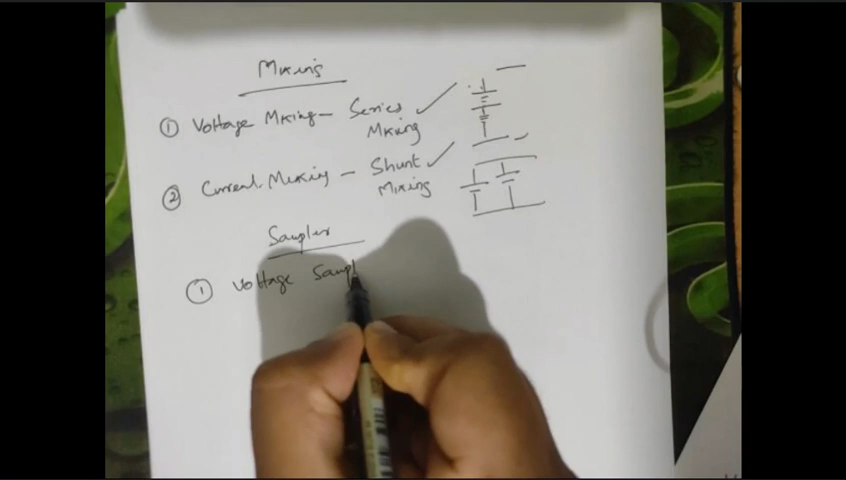 Mixing
① Voltage Mixing - Series Mixing
② Current Mixing - Shunt Mixing
Sampler
① Voltage Sampl